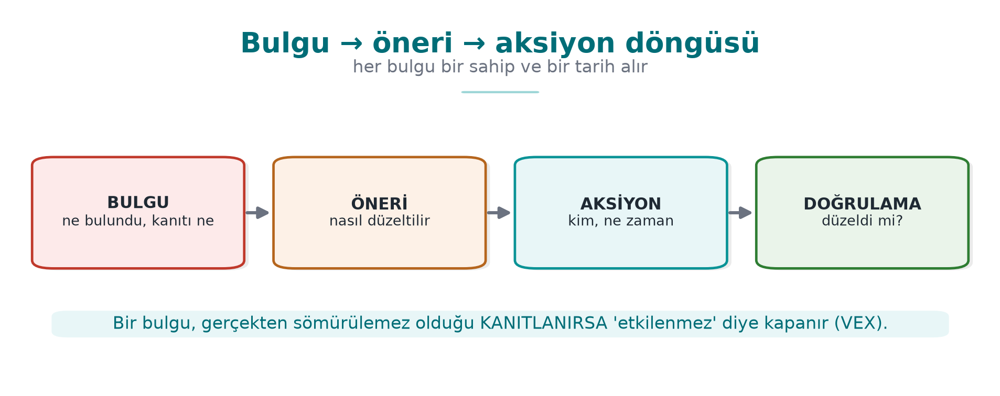 Bulgu → öneri → aksiyon döngüsü
her bulgu bir sahip ve bir tarih alır
BULGU
ne bulundu, kanıtı ne
ÖNERİ
nasıl düzeltilir
AKSİYON
kim, ne zaman
DOĞRULAMA
düzeldi mi?
Bir bulgu, gerçekten sömürülemez olduğu KANITLANIRSA 'etkilenmez' diye kapanır (VEX).